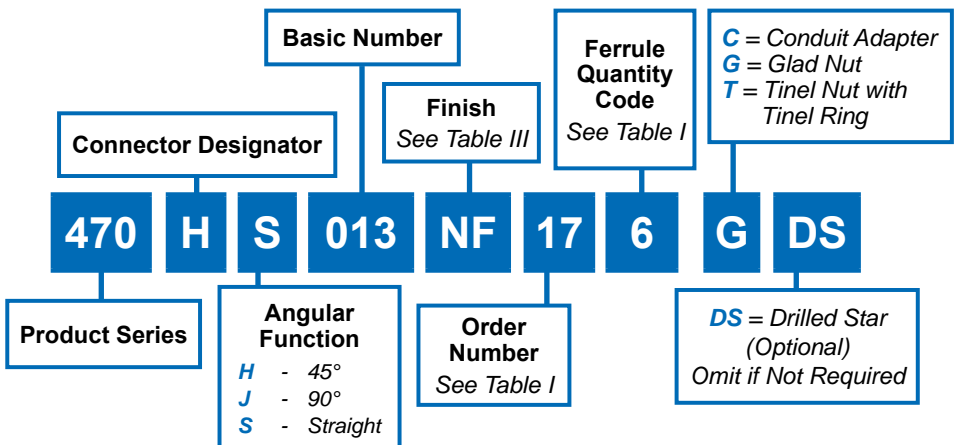 Basic Number
Ferrule
Quantity
Code
See Table I
C = Conduit Adapter
G = Glad Nut
T = Tinel Nut with
Tinel Ring
Finish
See Table III
Connector Designator
470 H S 013 NF 17 6 G DS
Product Series
Angular
Function
H - 45°
J - 90°
S - Straight
Order
Number
See Table I
DS = Drilled Star
(Optional)
Omit if Not Required